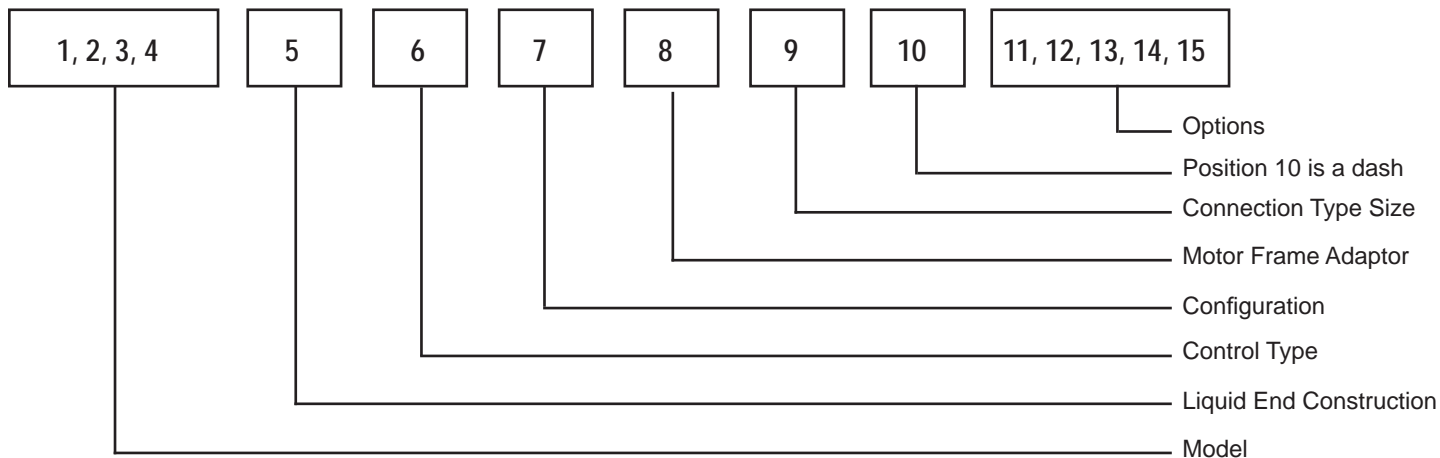 1, 2, 3, 4 5 6 7 8 9 10 11, 12, 13, 14, 15
Options
Position 10 is a dash
Connection Type Size
Motor Frame Adaptor
Configuration
Control Type
Liquid End Construction
Model